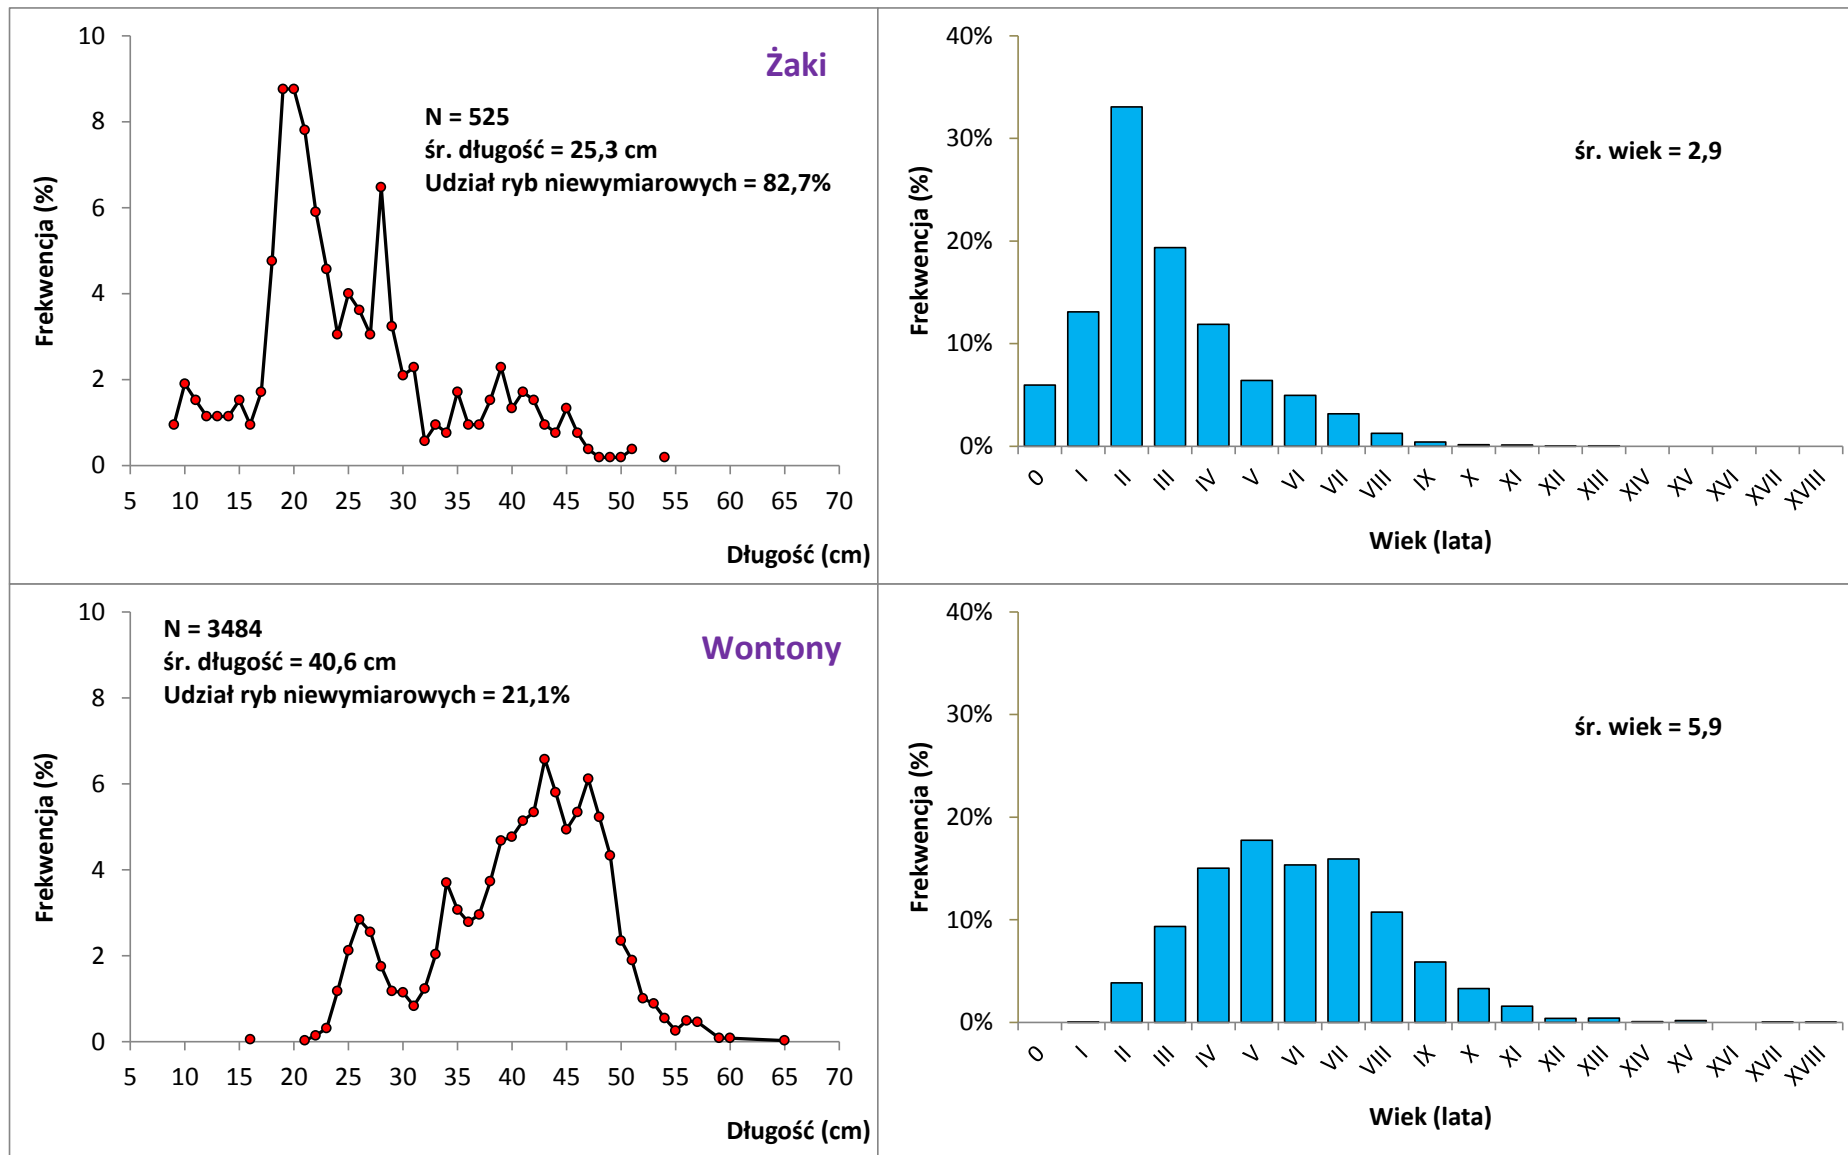 Żaki
N = 525
śr. długość = 25,3 cm
Udział ryb niewymiarowych = 82,7%
Frekwencja (%)
10
8
6
4
2
0
5 10 15 20 25 30 35 40 45 50 55 60 65 70
Długość (cm)
śr. wiek = 2,9
Frekwencja (%)
40%
30%
20%
10%
0%
0 I II III IV V VI VII VIII IX X XI XII XIII XIV XV XVI XVII XVIII
Wiek (lata)
Wontony
N = 3484
śr. długość = 40,6 cm
Udział ryb niewymiarowych = 21,1%
Frekwencja (%)
10
8
6
4
2
0
5 10 15 20 25 30 35 40 45 50 55 60 65 70
Długość (cm)
śr. wiek = 5,9
Frekwencja (%)
40%
30%
20%
10%
0%
0 I II III IV V VI VII VIII IX X XI XII XIII XIV XV XVI XVII XVIII
Wiek (lata)